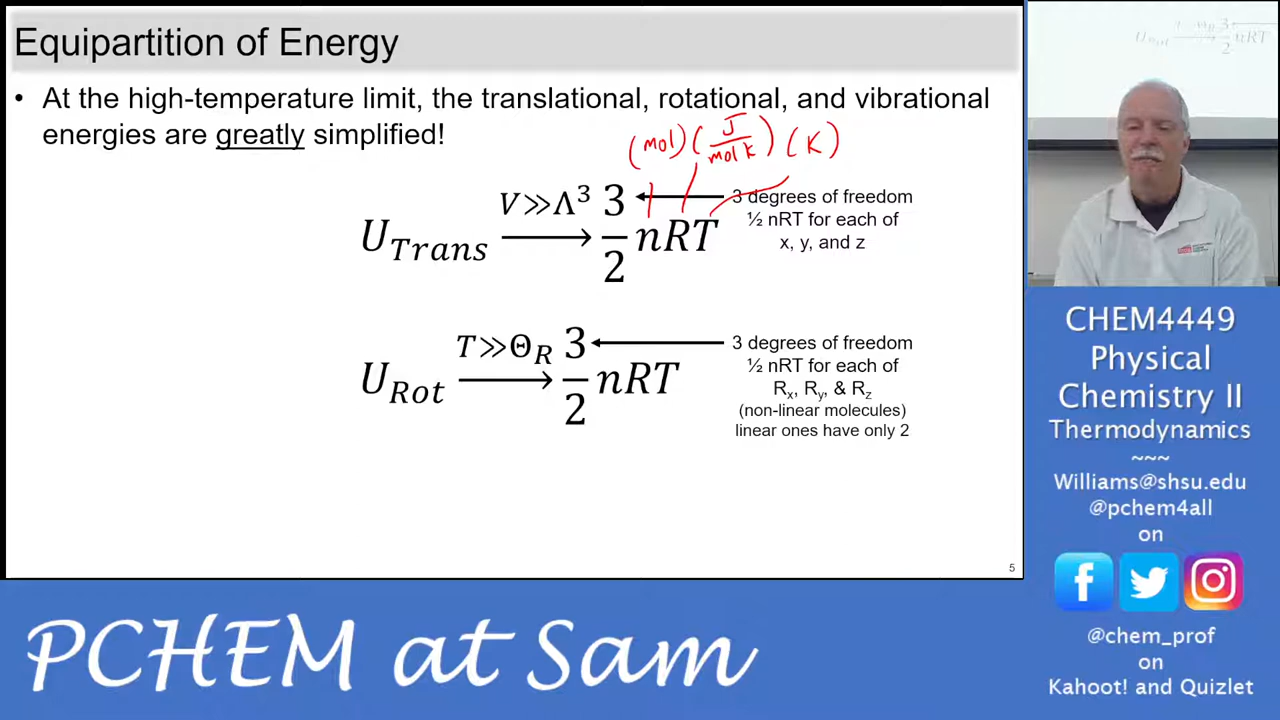 Equipartition of Energy
• At the high-temperature limit, the translational, rotational, and vibrational
energies are greatly simplified!
(mol) (J/mol K) (K)
U_Trans V≫Λ³ → 3/2 nRT
3 degrees of freedom
½ nRT for each of
x, y, and z
U_Rot T≫Θ_R → 3/2 nRT
3 degrees of freedom
½ nRT for each of
Rx, Ry, & Rz
(non-linear molecules)
linear ones have only 2
5
U_Rot
3/2 nRT
CHEM4449
Physical
Chemistry II
Thermodynamics
~~~
Williams@shsu.edu
@pchem4all
on
@chem_prof
on
Kahoot! and Quizlet
PCHEM at Sam